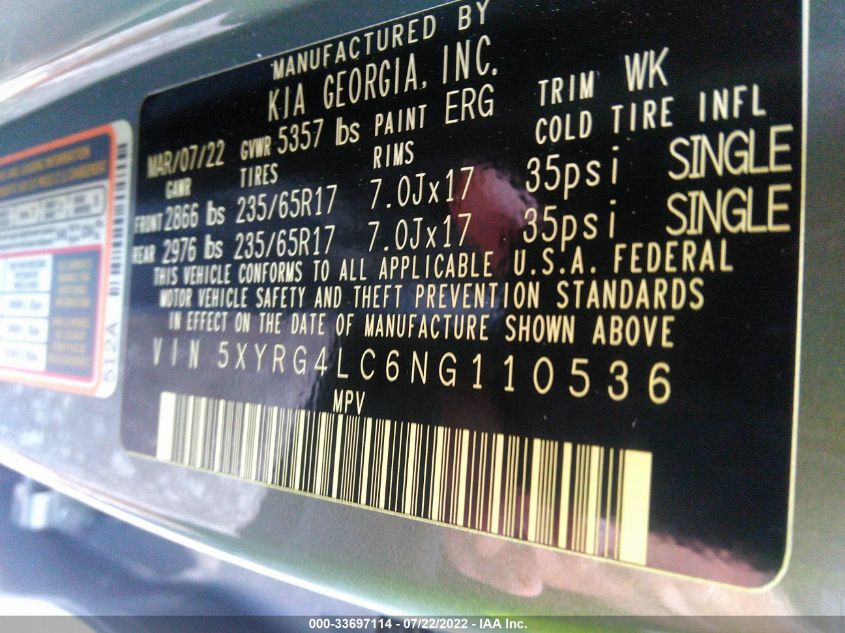 MANUFACTURED BY
KIA GEORGIA, INC.
MAR/07/22 GVWR 5357 lbs PAINT ERG TRIM WK
GAWR TIRES RIMS COLD TIRE INFL
FRONT 2866 lbs 235/65R17 7.0Jx17 35psi SINGLE
REAR 2976 lbs 235/65R17 7.0Jx17 35psi SINGLE
THIS VEHICLE CONFORMS TO ALL APPLICABLE U.S.A. FEDERAL
MOTOR VEHICLE SAFETY AND THEFT PREVENTION STANDARDS
IN EFFECT ON THE DATE OF MANUFACTURE SHOWN ABOVE
VIN 5XYRG4LC6NG110536
MPV
512A
000-33697114 - 07/22/2022 - IAA Inc.